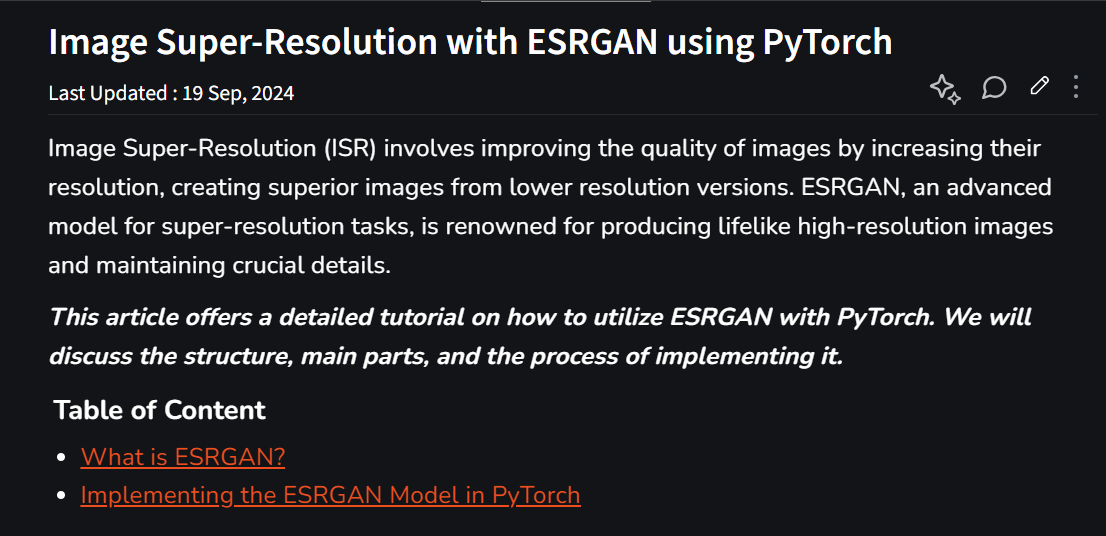 Image Super-Resolution with ESRGAN using PyTorch
Last Updated : 19 Sep, 2024
Image Super-Resolution (ISR) involves improving the quality of images by increasing their
resolution, creating superior images from lower resolution versions. ESRGAN, an advanced
model for super-resolution tasks, is renowned for producing lifelike high-resolution images
and maintaining crucial details.
This article offers a detailed tutorial on how to utilize ESRGAN with PyTorch. We will
discuss the structure, main parts, and the process of implementing it.
Table of Content
What is ESRGAN?
Implementing the ESRGAN Model in PyTorch